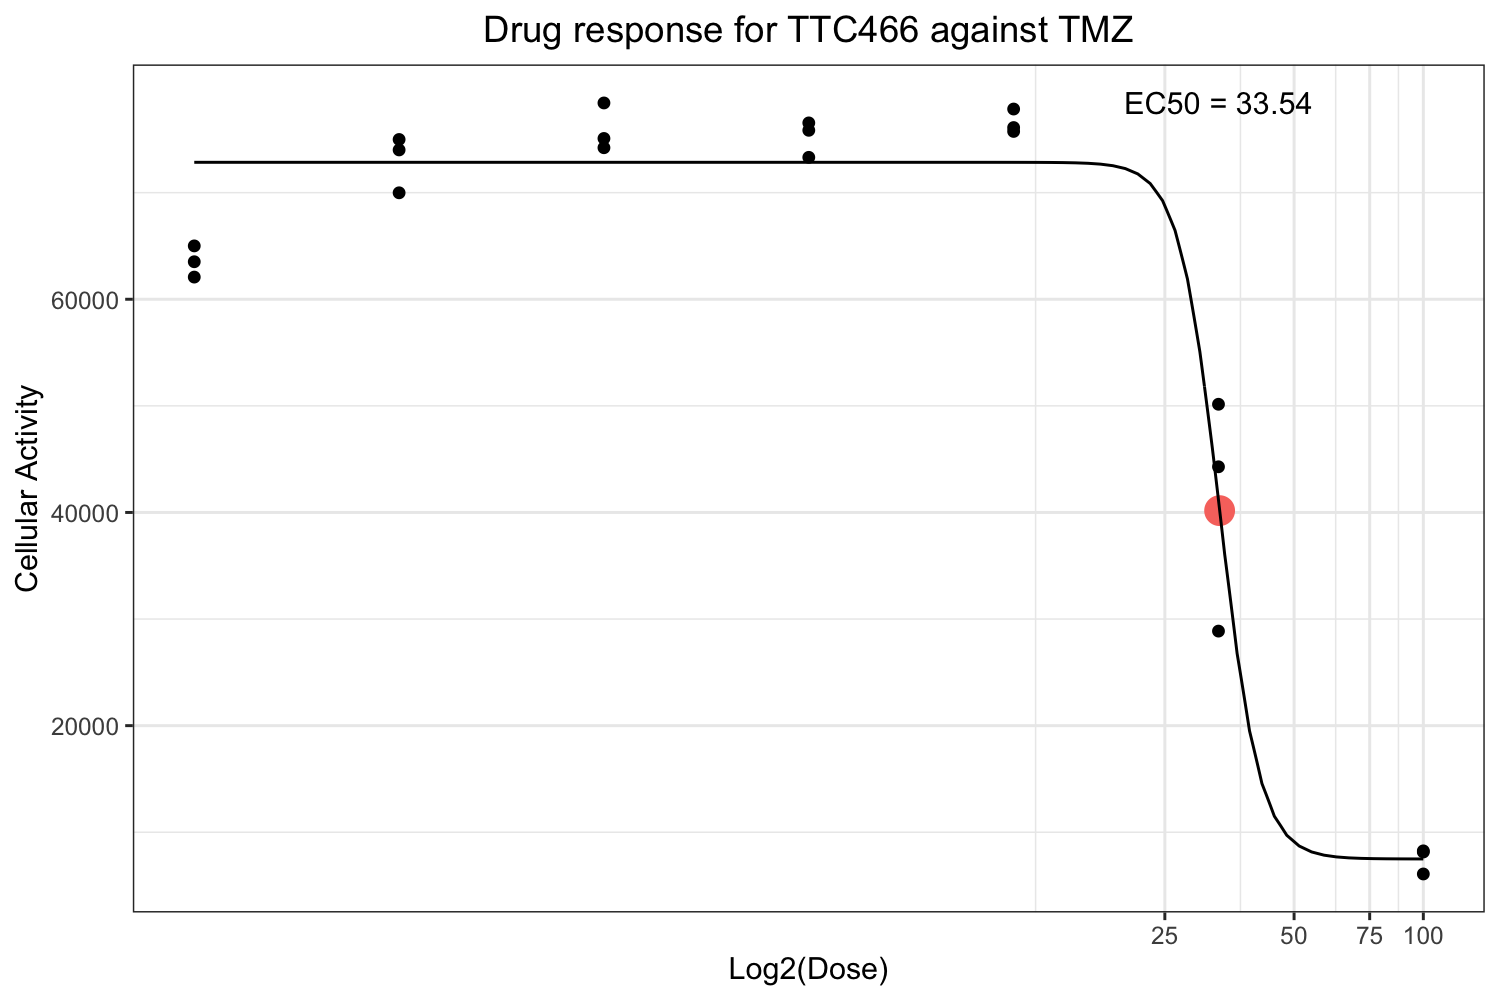 Drug response for TTC466 against TMZ
EC50 = 33.54
60000
40000
20000
Cellular Activity
25 50 75 100
Log2(Dose)